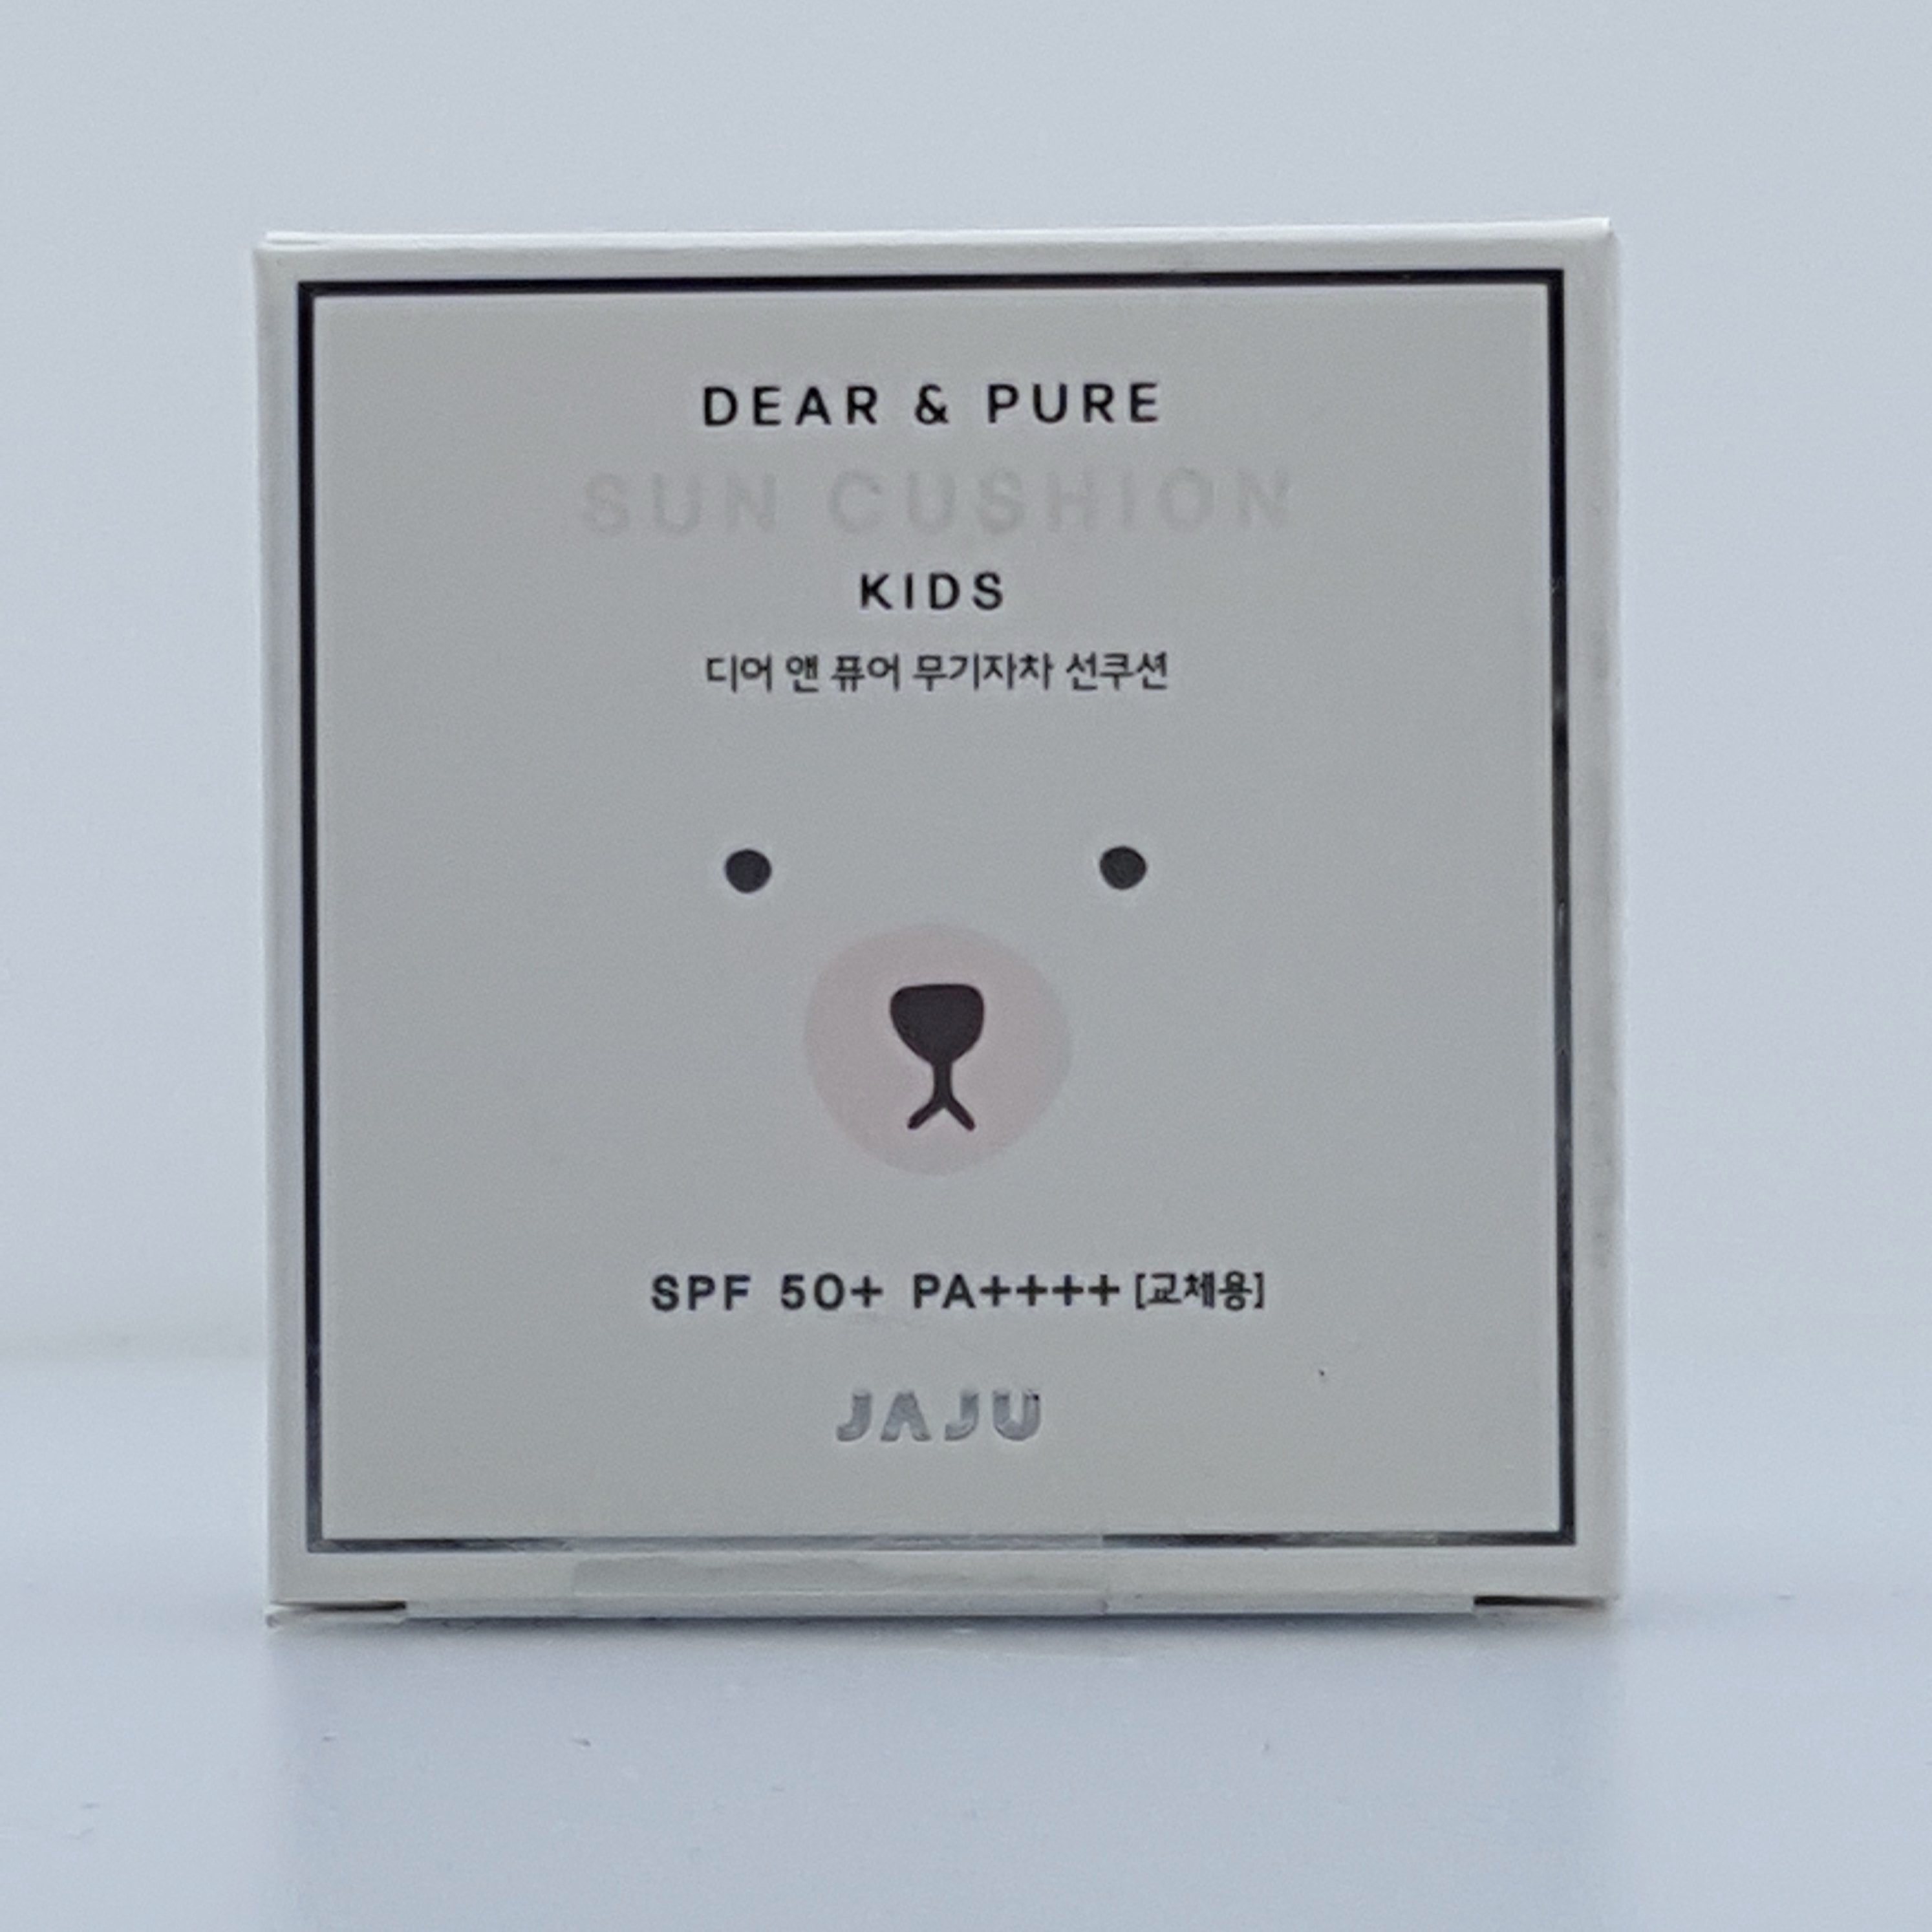 DEAR & PURE
SUN CUSHION
KIDS
디어 앤 퓨어 무기자차 선쿠션
SPF 50+ PA++++ [교체용]
JAJU